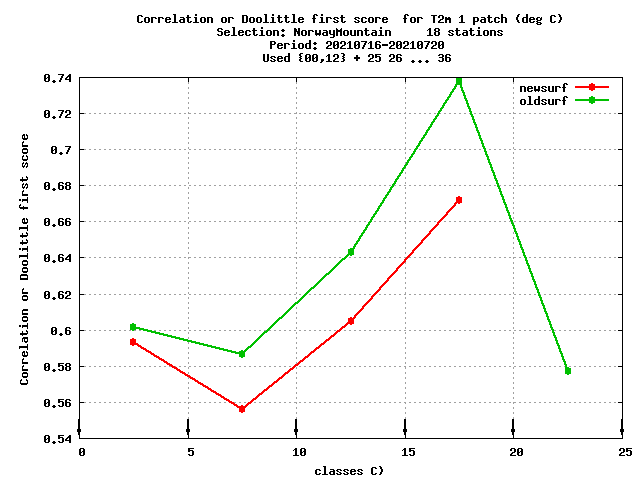 Correlation or Doolittle first score  for T2m 1 patch (deg C)
Selection: NorwayMountain     18 stations
Period: 20210716-20210720
Used {00,12} + 25 26 ... 36
newsurf
oldsurf
Correlation or Doolittle first score
0.74
0.72
0.7
0.68
0.66
0.64
0.62
0.6
0.58
0.56
0.54
0 5 10 15 20 25
classes C)